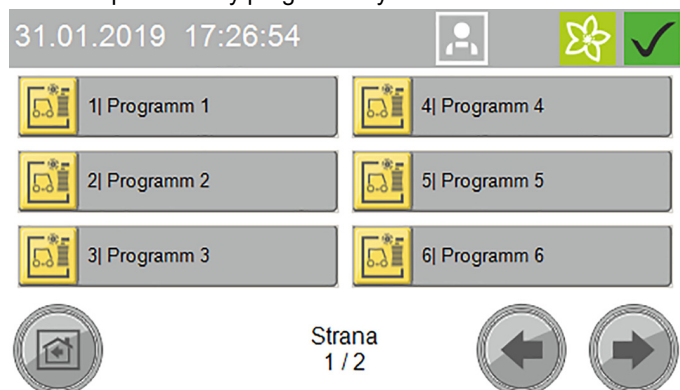 31.01.2019 17:26:54
1| Programm 1
4| Programm 4
2| Programm 2
5| Programm 5
3| Programm 3
6| Programm 6
Strana
1 / 2